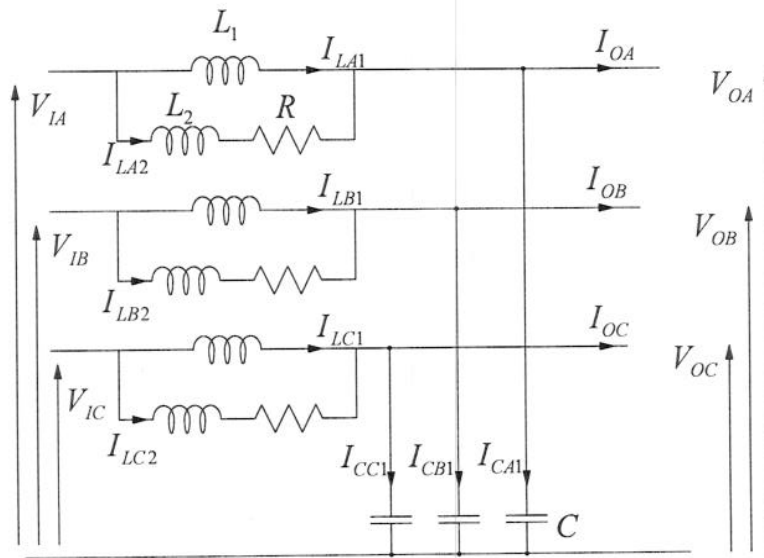 L1
ILA1
IOA
VIA
L2
R
VOA
ILA2
ILB1
IOB
VIB
VOB
ILB2
ILC1
IOC
VOC
VIC
ILC2
ICC1 ICB1 ICA1
C